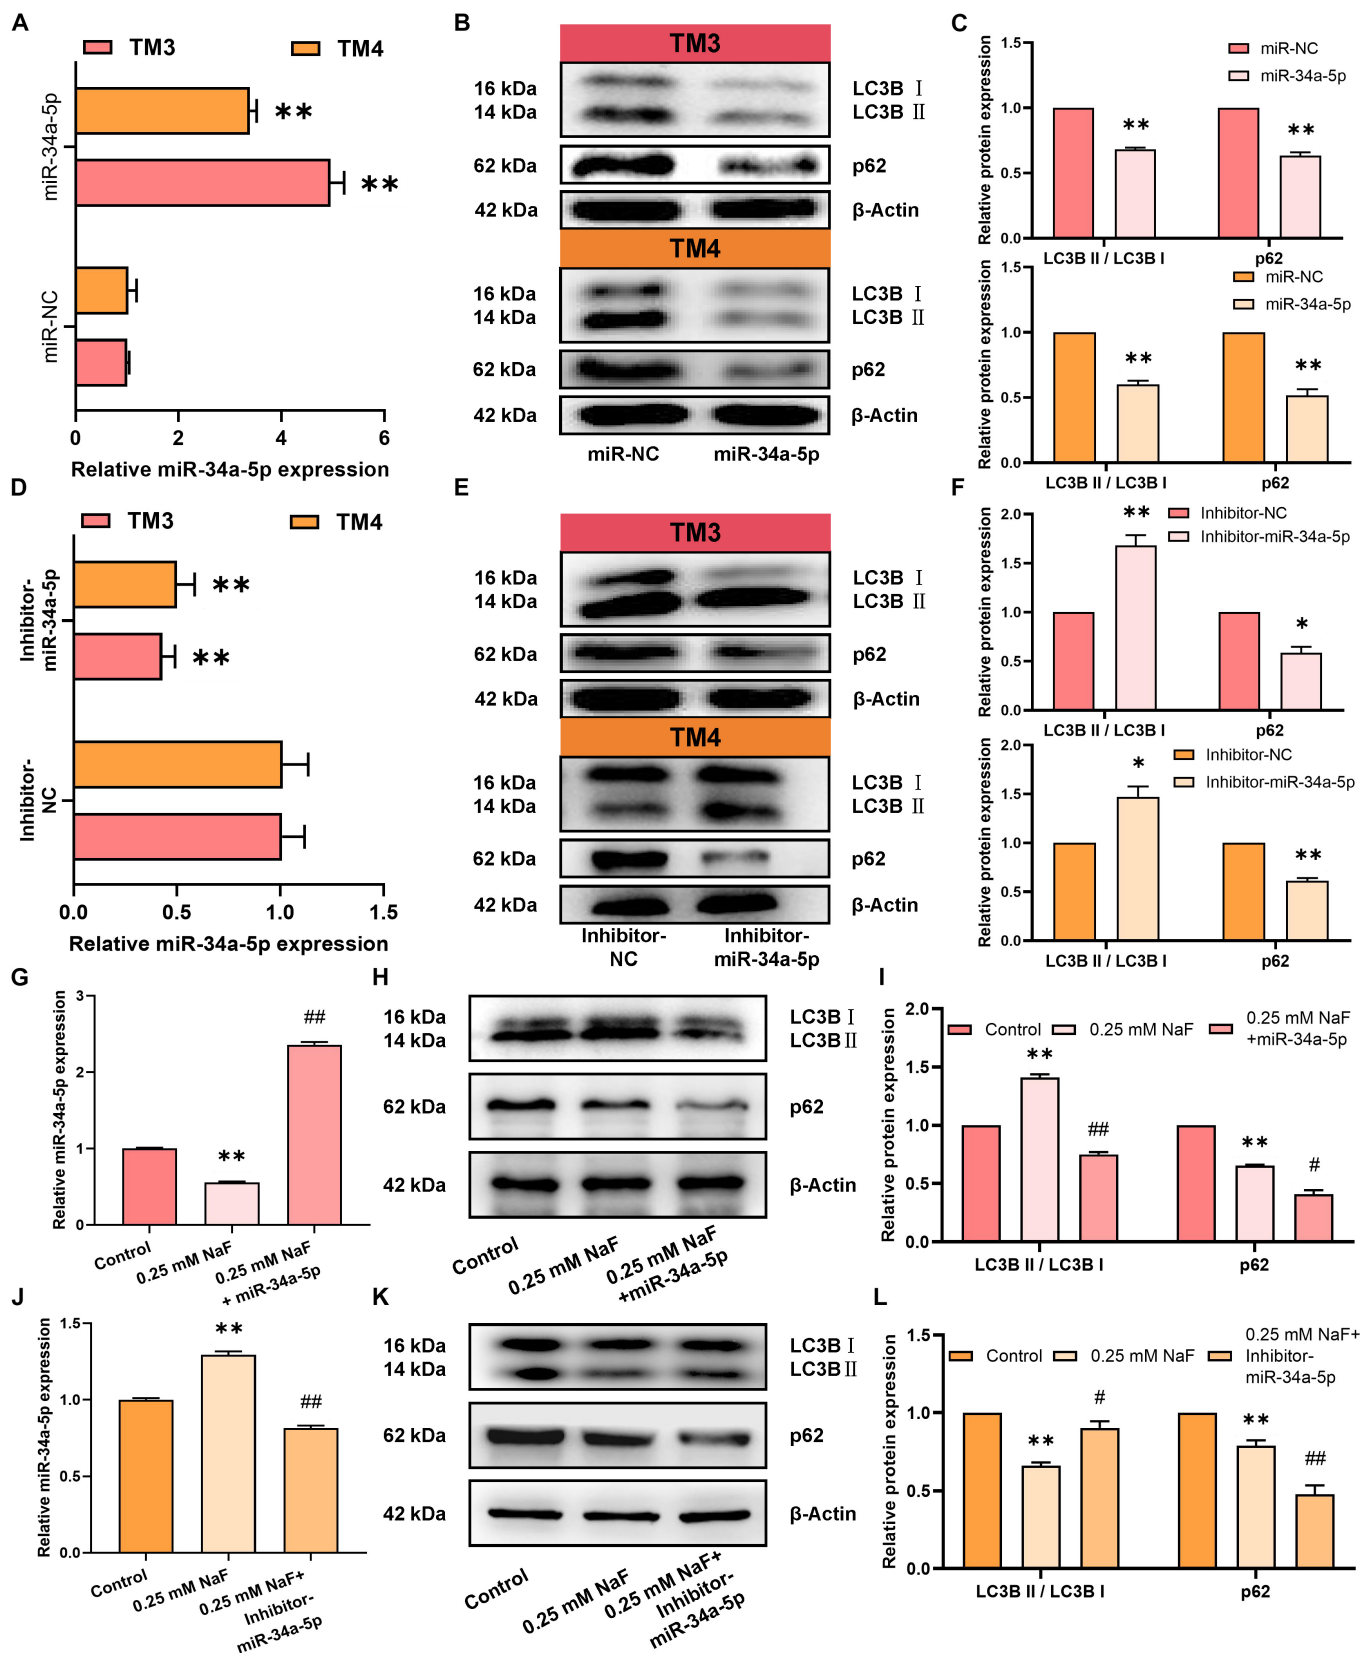 A
TM3
TM4
miR-34a-5p
**
**
miR-NC
0
2
4
6
Relative miR-34a-5p expression
B
TM3
16 kDa
LC3B Ⅰ
14 kDa
LC3B Ⅱ
62 kDa
p62
42 kDa
β-Actin
TM4
16 kDa
LC3B Ⅰ
14 kDa
LC3B Ⅱ
62 kDa
p62
42 kDa
β-Actin
miR-NC
miR-34a-5p
C
Relative protein expression
1.5
1.0
0.5
0.0
miR-NC
miR-34a-5p
**
**
LC3B II / LC3B I
p62
Relative protein expression
1.5
1.0
0.5
0.0
miR-NC
miR-34a-5p
**
**
LC3B II / LC3B I
p62
D
TM3
TM4
Inhibitor-
miR-34a-5p
**
**
Inhibitor-
NC
0.0
0.5
1.0
1.5
Relative miR-34a-5p expression
E
TM3
16 kDa
LC3B Ⅰ
14 kDa
LC3B Ⅱ
62 kDa
p62
42 kDa
β-Actin
TM4
16 kDa
LC3B Ⅰ
14 kDa
LC3B Ⅱ
62 kDa
p62
42 kDa
β-Actin
Inhibitor-
NC
Inhibitor-
miR-34a-5p
F
Relative protein expression
2.0
1.5
1.0
0.5
0.0
Inhibitor-NC
Inhibitor-miR-34a-5p
**
*
LC3B II / LC3B I
p62
Relative protein expression
2.0
1.5
1.0
0.5
0.0
Inhibitor-NC
Inhibitor-miR-34a-5p
*
**
LC3B II / LC3B I
p62
G
Relative miR-34a-5p expression
3
2
1
0
**
##
Control
0.25 mM NaF
0.25 mM NaF
+ miR-34a-5p
H
16 kDa
LC3B Ⅰ
14 kDa
LC3B Ⅱ
62 kDa
p62
42 kDa
β-Actin
Control
0.25 mM NaF
0.25 mM NaF
+miR-34a-5p
I
Relative protein expression
2.0
1.5
1.0
0.5
0.0
Control
0.25 mM NaF
0.25 mM NaF
+miR-34a-5p
**
##
**
#
LC3B II / LC3B I
p62
J
Relative miR-34a-5p expression
1.5
1.0
0.5
0.0
**
##
Control
0.25 mM NaF
0.25 mM NaF+
Inhibitor-
miR-34a-5p
K
16 kDa
LC3B Ⅰ
14 kDa
LC3B Ⅱ
62 kDa
p62
42 kDa
β-Actin
Control
0.25 mM NaF
0.25 mM NaF+
Inhibitor-
miR-34a-5p
L
Relative protein expression
1.5
1.0
0.5
0.0
Control
0.25 mM NaF
0.25 mM NaF+
Inhibitor-
miR-34a-5p
**
#
**
##
LC3B II / LC3B I
p62